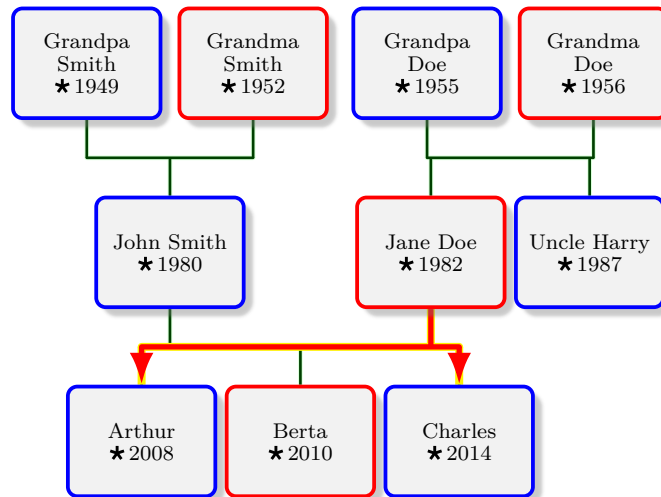 Grandpa
Smith
★ 1949
Grandma
Smith
★ 1952
Grandpa
Doe
★ 1955
Grandma
Doe
★ 1956
John Smith
★ 1980
Jane Doe
★ 1982
Uncle Harry
★ 1987
Arthur
★ 2008
Berta
★ 2010
Charles
★ 2014